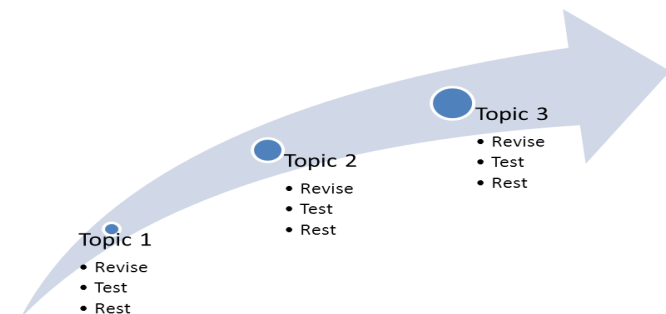 Topic 1
• Revise
• Test
• Rest
Topic 2
• Revise
• Test
• Rest
Topic 3
• Revise
• Test
• Rest